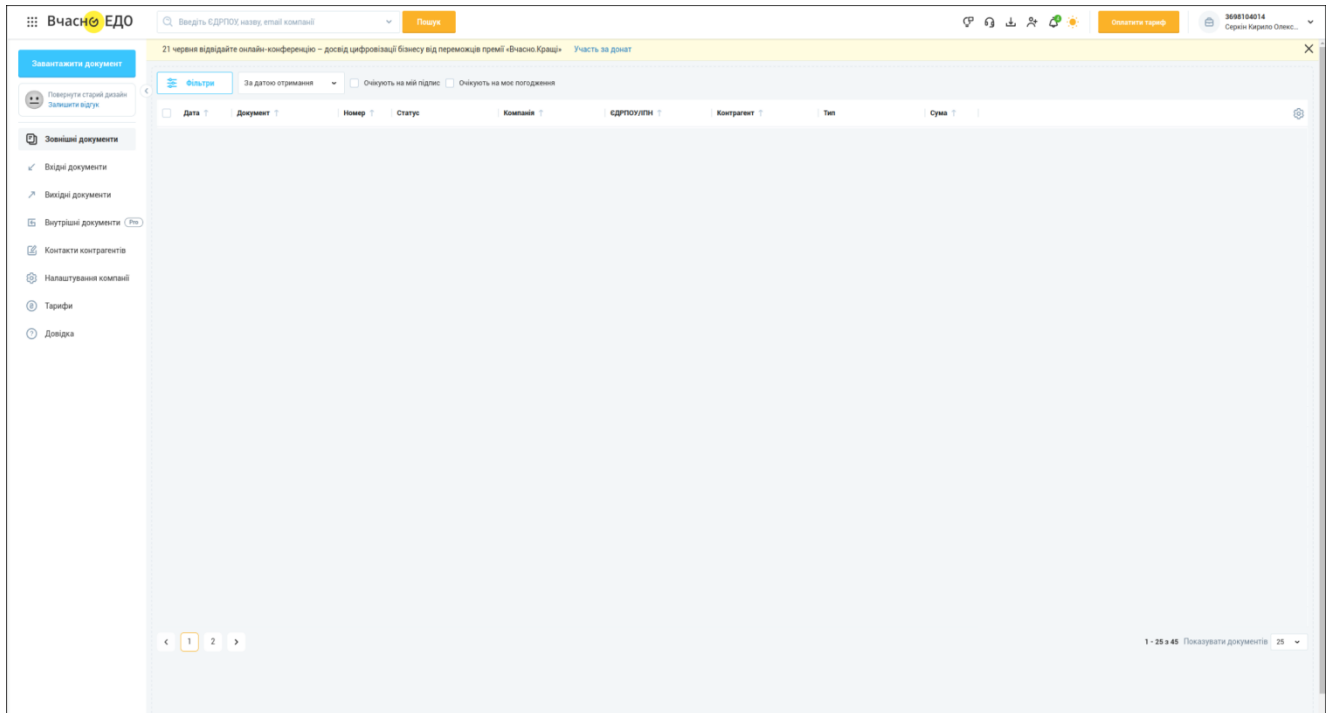 Вчасно ЕДО
Введіть ЄДРПОУ, назву, email компанії
Пошук
Оплатити тариф
3698104014
Серкін Кирило Олекс...
Завантажити документ
21 червня відвідайте онлайн-конференцію – досвід цифровізації бізнесу від переможців премії «Вчасно.Кращі» Участь за донат
Повернути старий дизайн
Залишити відгук
Фільтри
За датою отримання
Очікують на мій підпис
Очікують на моє погодження
Дата
Документ
Номер
Статус
Компанія
ЄДРПОУ/ІПН
Контрагент
Тип
Сума
Зовнішні документи
Вхідні документи
Вихідні документи
Внутрішні документи Pro
Контакти контрагентів
Налаштування компанії
Тарифи
Довідка
1 2
1 - 25 з 45 Показувати документів 25